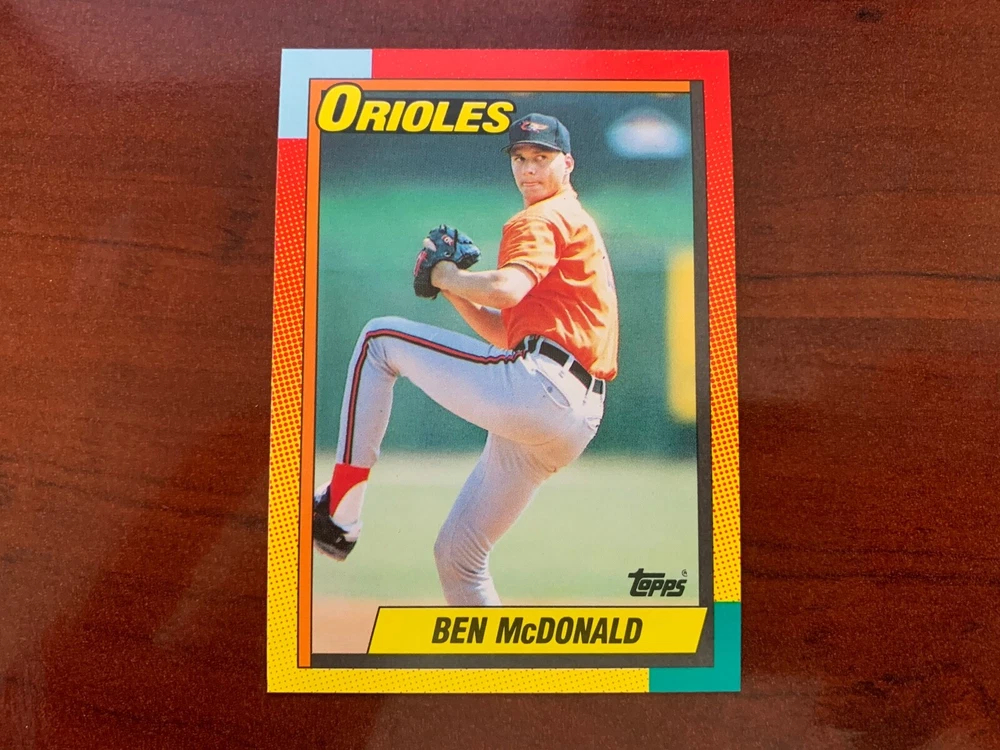 ORIOLES
topps
BEN McDONALD